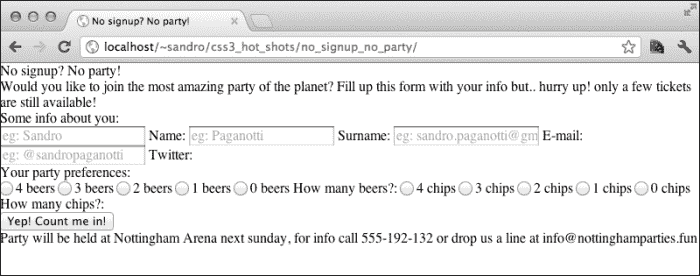 No signup? No party!
localhost/~sandro/css3_hot_shots/no_signup_no_party/
No signup? No party!
Would you like to join the most amazing party of the planet? Fill up this form with your info but.. hurry up! only a few tickets
are still available!
Some info about you:
eg: Sandro Name: eg: Paganotti Surname: eg: sandro.paganotti@gm E-mail:
eg: @sandropaganotti Twitter:
Your party preferences:
4 beers 3 beers 2 beers 1 beers 0 beers How many beers?: 4 chips 3 chips 2 chips 1 chips 0 chips
How many chips?:
Yep! Count me in!
Party will be held at Nottingham Arena next sunday, for info call 555-192-132 or drop us a line at info@nottinghamparties.fun